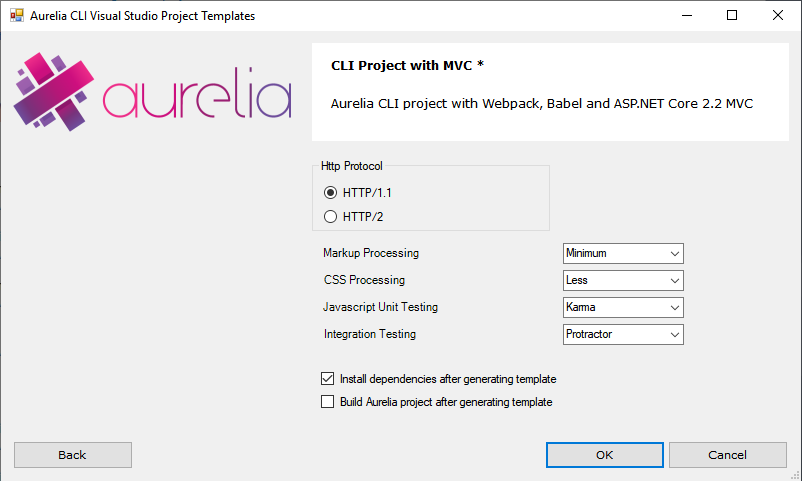 Aurelia CLI Visual Studio Project Templates
aurelia
CLI Project with MVC *
Aurelia CLI project with Webpack, Babel and ASP.NET Core 2.2 MVC
Http Protocol
HTTP/1.1
HTTP/2
Markup Processing Minimum
CSS Processing Less
Javascript Unit Testing Karma
Integration Testing Protractor
Install dependencies after generating template
Build Aurelia project after generating template
Back OK Cancel